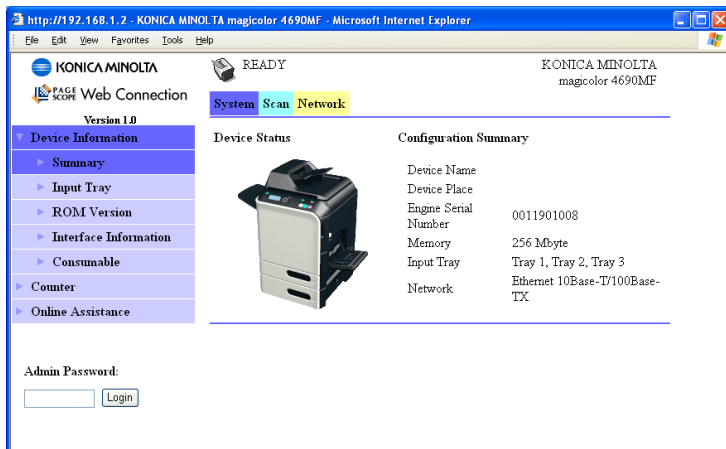 http://192.168.1.2 - KONICA MINOLTA magicolor 4690MF - Microsoft Internet Explorer
File Edit View Favorites Tools Help
KONICA MINOLTA
READY
KONICA MINOLTA
magicolor 4690MF
PAGE SCOPE Web Connection
Version 1.0
System Scan Network
Device Information
Summary
Input Tray
ROM Version
Interface Information
Consumable
Counter
Online Assistance
Admin Password:
Login
Device Status
Configuration Summary
Device Name
Device Place
Engine Serial
Number
0011901008
Memory 256 Mbyte
Input Tray Tray 1, Tray 2, Tray 3
Network
Ethernet 10Base-T/100Base-
TX